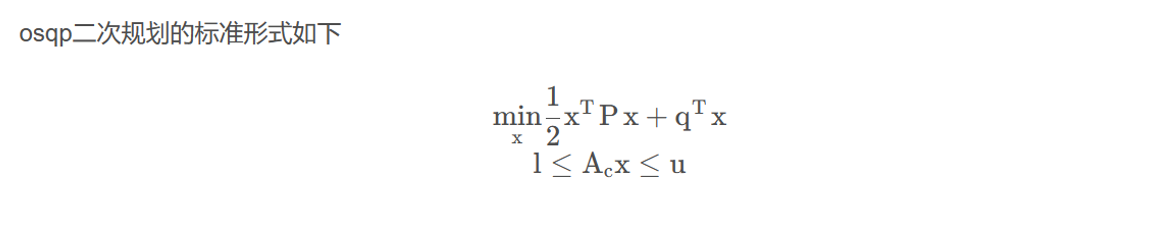 osqp二次规划的标准形式如下
min_x 1/2 x^T P x + q^T x
l ≤ A_c x ≤ u